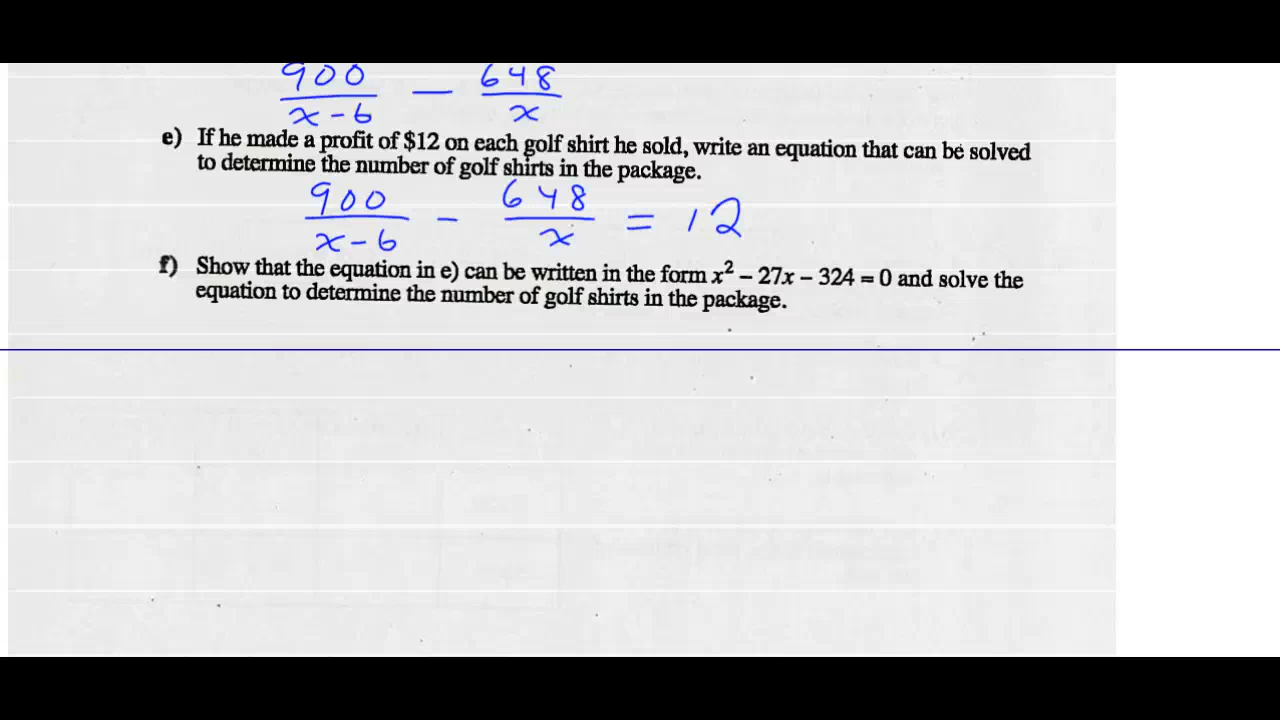 900/(x-6) - 648/x
e) If he made a profit of $12 on each golf shirt he sold, write an equation that can be solved
to determine the number of golf shirts in the package.
900/(x-6) - 648/x = 12
f) Show that the equation in e) can be written in the form x² – 27x – 324 = 0 and solve the
equation to determine the number of golf shirts in the package.